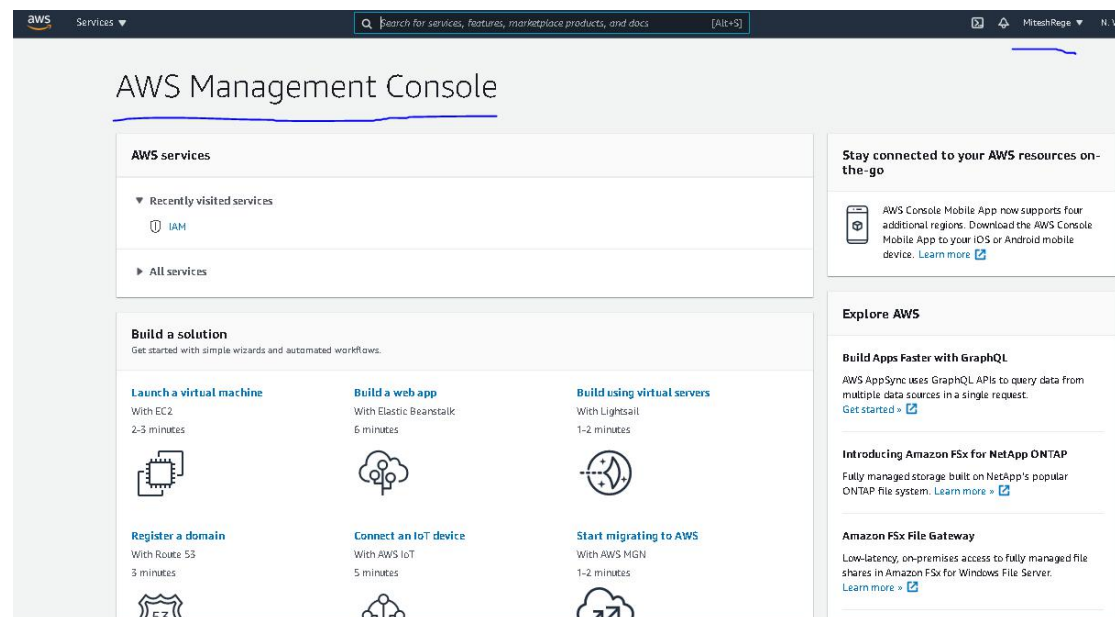 aws
Services ▼
Search for services, features, marketplace products, and docs
[Alt+S]
MiteshRege ▼
AWS Management Console
AWS services
▼ Recently visited services
IAM
▶ All services
Build a solution
Get started with simple wizards and automated workflows.
Launch a virtual machine
With EC2
2-3 minutes
Build a web app
With Elastic Beanstalk
6 minutes
Build using virtual servers
With Lightsail
1-2 minutes
Register a domain
With Route 53
3 minutes
Connect an IoT device
With AWS IoT
5 minutes
Start migrating to AWS
With AWS MGN
1-2 minutes
53
Stay connected to your AWS resources on-
the-go
AWS Console Mobile App now supports four
additional regions. Download the AWS Console
Mobile App to your iOS or Android mobile
device. Learn more
Explore AWS
Build Apps Faster with GraphQL
AWS AppSync uses GraphQL APIs to query data from
multiple data sources in a single request.
Get started »
Introducing Amazon FSx for NetApp ONTAP
Fully managed storage built on NetApp's popular
ONTAP file system. Learn more »
Amazon FSx File Gateway
Low-latency, on-premises access to fully managed file
shares in Amazon FSx for Windows File Server.
Learn more »